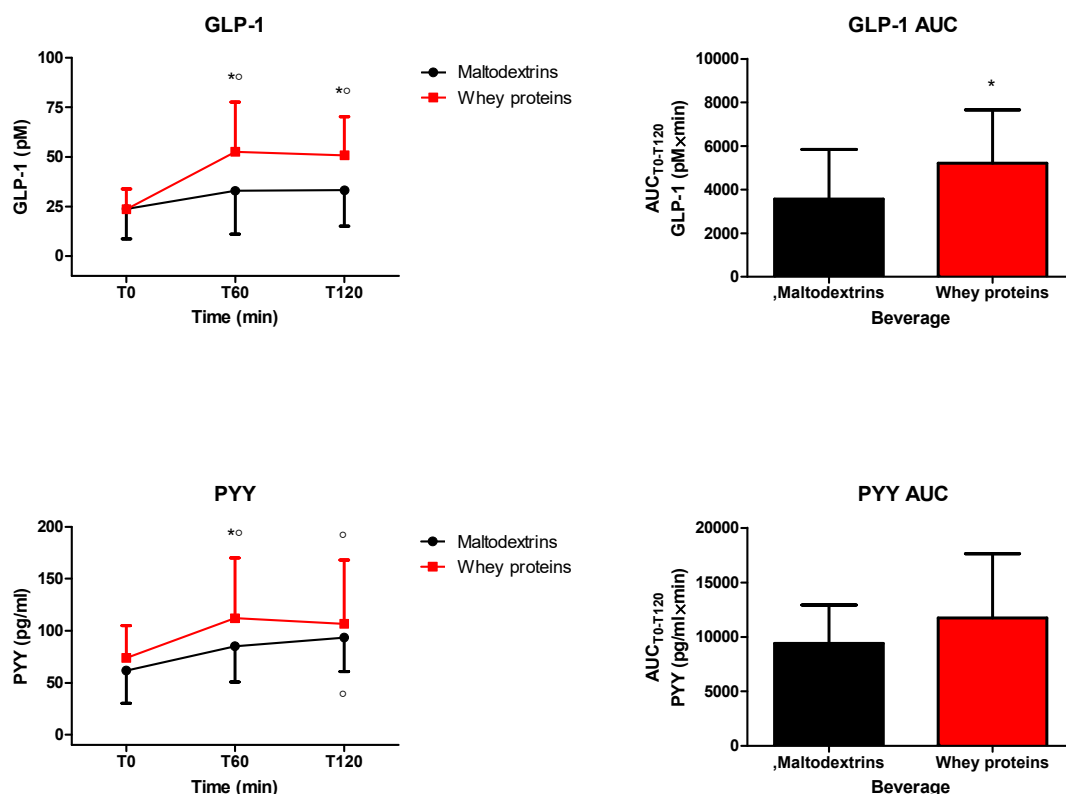 GLP-1
100
75
50
25
0
GLP-1 (pM)
*○
*○
T0 T60 T120
Time (min)
Maltodextrins
Whey proteins
GLP-1 AUC
10000
8000
6000
4000
2000
0
AUCT0-T120
GLP-1 (pM×min)
*
,Maltodextrins Whey proteins
Beverage
PYY
200
150
100
50
0
PYY (pg/ml)
*○
○
○
T0 T60 T120
Time (min)
Maltodextrins
Whey proteins
PYY AUC
20000
15000
10000
5000
0
AUCT0-T120
PYY (pg/ml×min)
,Maltodextrins Whey proteins
Beverage